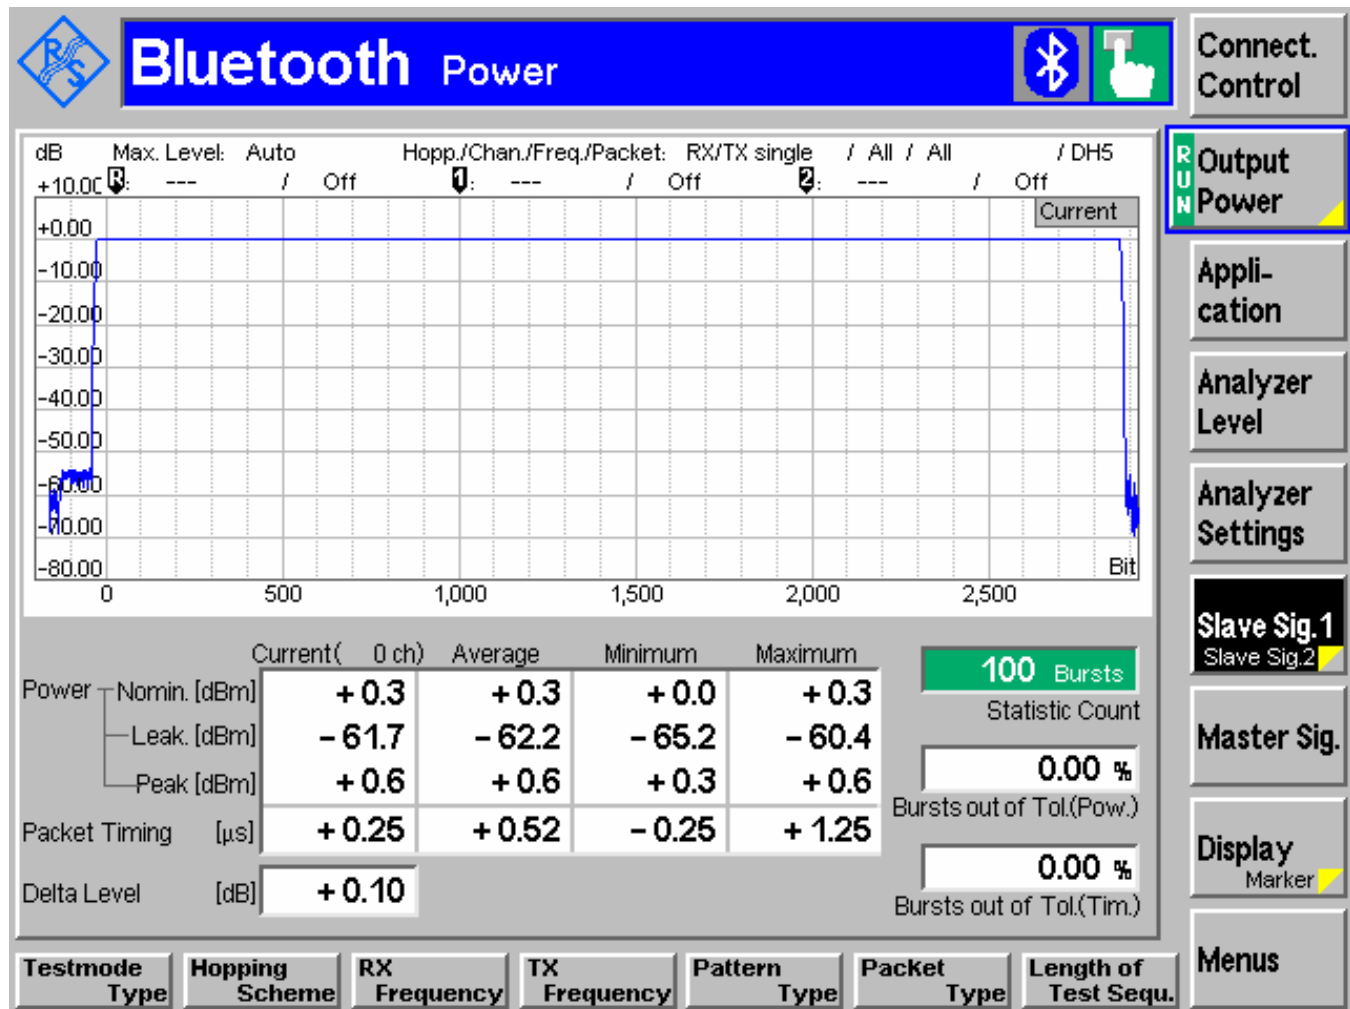 R S
Bluetooth Power
Connect. Control
dB Max. Level: Auto Hopp./Chan./Freq./Packet: RX/TX single / All / All / DH5
R: --- / Off 1: --- / Off 2: --- / Off
+10.00
Current
+0.00
-10.00
-20.00
-30.00
-40.00
-50.00
-60.00
-70.00
-80.00
Bit
0 500 1,000 1,500 2,000 2,500
Current( 0 ch) Average Minimum Maximum
Power Nomin. [dBm] +0.3 +0.3 +0.0 +0.3
Leak. [dBm] -61.7 -62.2 -65.2 -60.4
Peak [dBm] +0.6 +0.6 +0.3 +0.6
Packet Timing [µs] +0.25 +0.52 -0.25 +1.25
Delta Level [dB] +0.10
100 Bursts
Statistic Count
0.00 %
Bursts out of Tol.(Pow.)
0.00 %
Bursts out of Tol.(Tim.)
RUN
Output
Power
Appli-
cation
Analyzer
Level
Analyzer
Settings
Slave Sig.1
Slave Sig.2
Master Sig.
Display
Marker
Menus
Testmode Type
Hopping Scheme
RX Frequency
TX Frequency
Pattern Type
Packet Type
Length of Test Sequ.